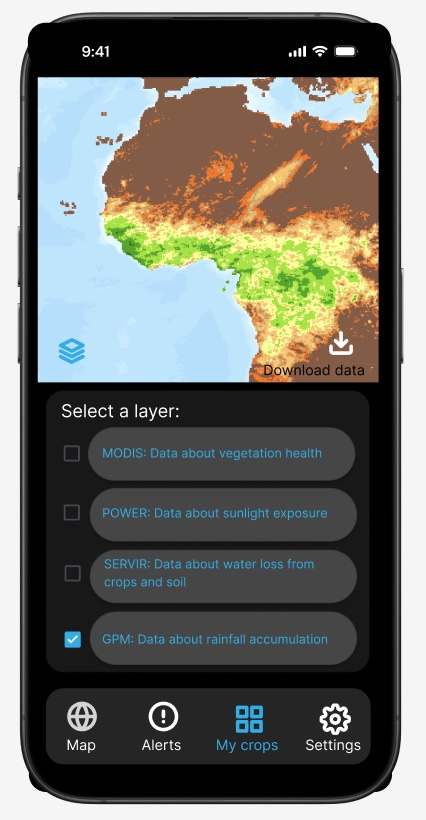 9:41
Download data
Select a layer:
MODIS: Data about vegetation health
POWER: Data about sunlight exposure
SERVIR: Data about water loss from
crops and soil
GPM: Data about rainfall accumulation
Map
Alerts
My crops
Settings